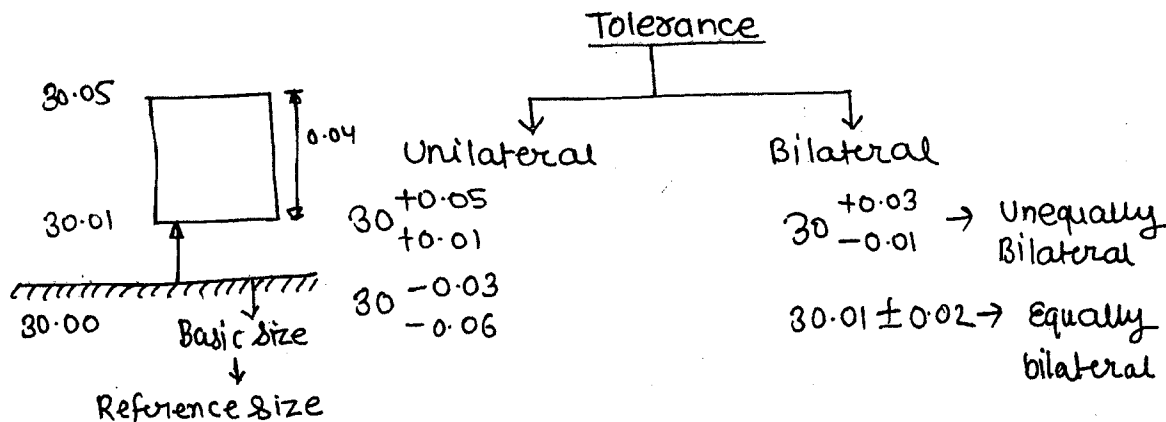 Tolerance
30.05
0.04
30.01
30.00
Basic size
Reference size
Unilateral
30 +0.05
+0.01
30 -0.03
-0.06
Bilateral
30 +0.03
-0.01 → Unequally
Bilateral
30.01 ± 0.02 → Equally
bilateral